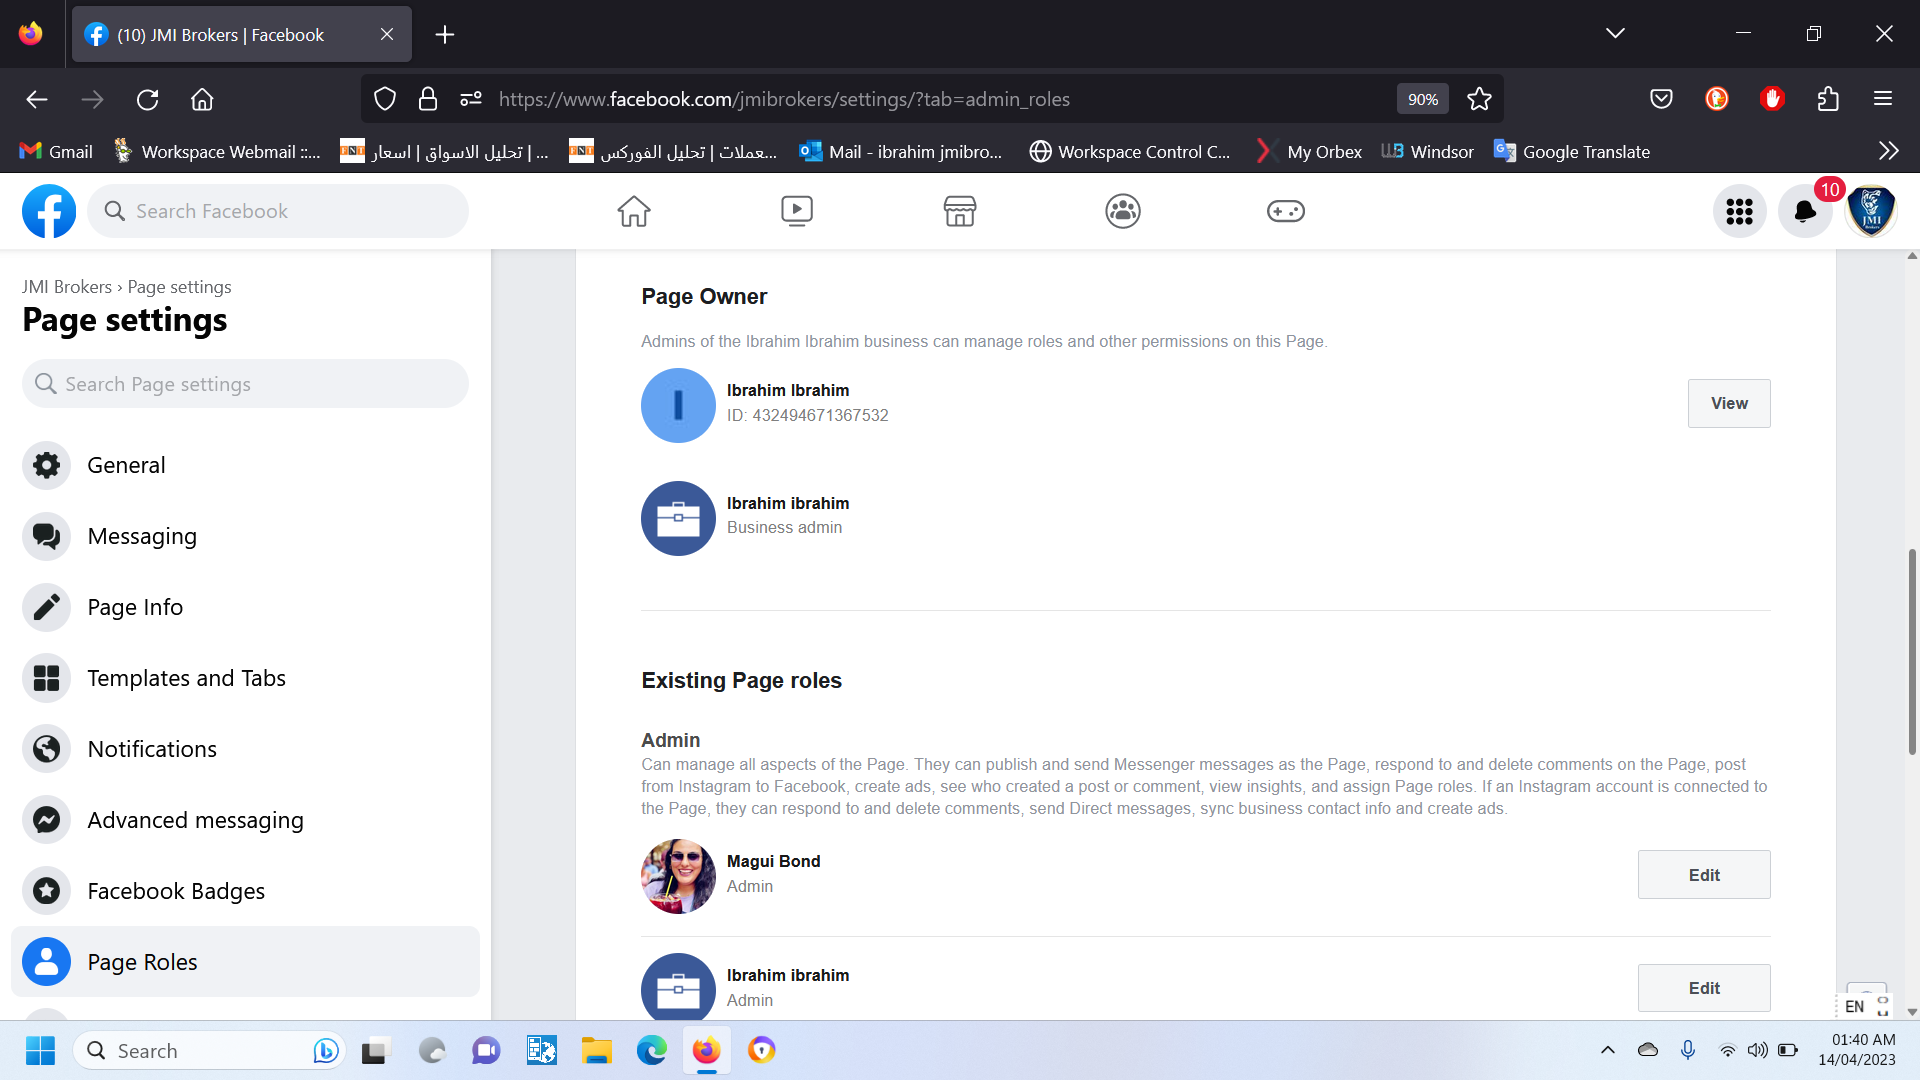 (10) JMI Brokers | Facebook
https://www.facebook.com/jmibrokers/settings/?tab=admin_roles
90%
Gmail
Workspace Webmail ::...
FNT
... | تحليل الاسواق | اسعار
FNT
عملات | تحليل الفوركس...
Mail - ibrahim jmibro...
Workspace Control C...
My Orbex
Windsor
Google Translate
Search Facebook
10
JMI
Brokers
JMI Brokers › Page settings
Page settings
Search Page settings
General
Messaging
Page Info
Templates and Tabs
Notifications
Advanced messaging
Facebook Badges
Page Roles
Page Owner
Admins of the Ibrahim Ibrahim business can manage roles and other permissions on this Page.
I
Ibrahim Ibrahim
ID: 432494671367532
View
Ibrahim ibrahim
Business admin
Existing Page roles
Admin
Can manage all aspects of the Page. They can publish and send Messenger messages as the Page, respond to and delete comments on the Page, post
from Instagram to Facebook, create ads, see who created a post or comment, view insights, and assign Page roles. If an Instagram account is connected to
the Page, they can respond to and delete comments, send Direct messages, sync business contact info and create ads.
Magui Bond
Admin
Edit
Ibrahim ibrahim
Admin
Edit
EN
Search
01:40 AM
14/04/2023